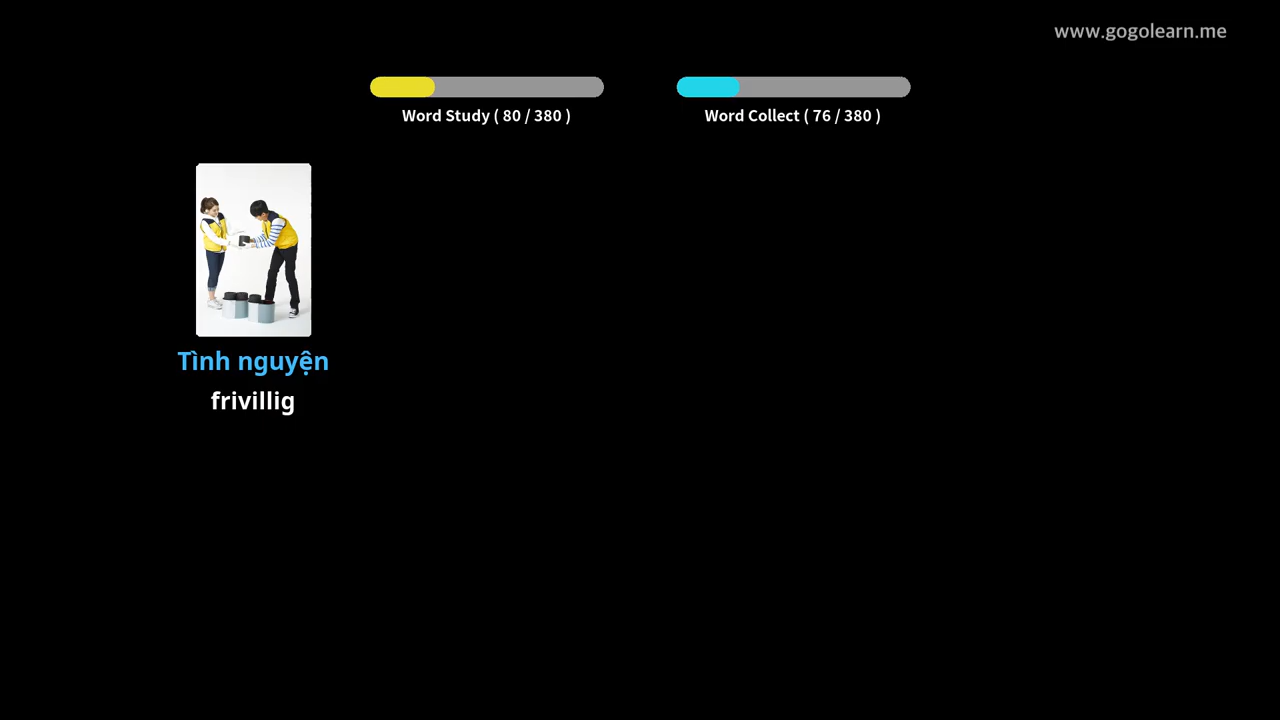 www.gogolearn.me
Word Study ( 80 / 380 )
Word Collect ( 76 / 380 )
Tình nguyện
frivillig